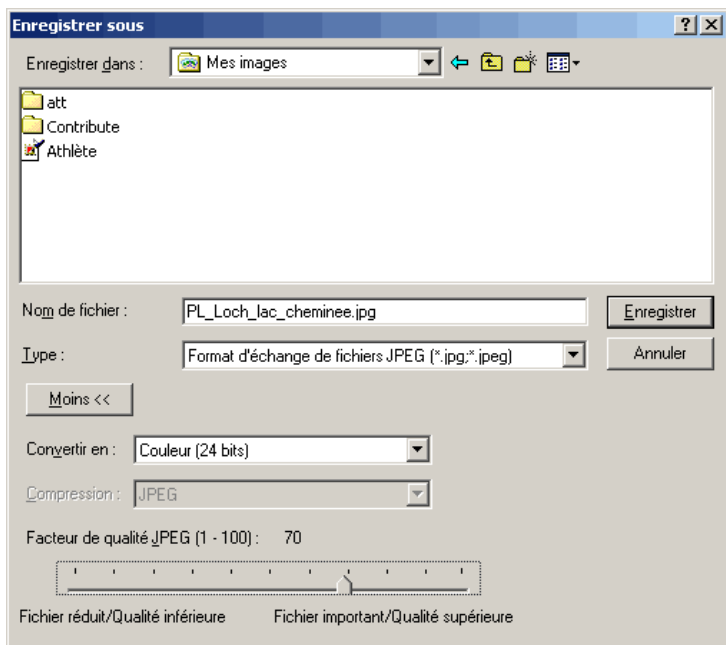 Enregistrer sous
Enregistrer dans : Mes images
att
Contribute
Athlète
Nom de fichier : PL_Loch_lac_cheminee.jpg Enregistrer
Type : Format d'échange de fichiers JPEG (*.jpg;*.jpeg) Annuler
Moins <<
Convertir en : Couleur (24 bits)
Compression : JPEG
Facteur de qualité JPEG (1 - 100) : 70
Fichier réduit/Qualité inférieure Fichier important/Qualité supérieure